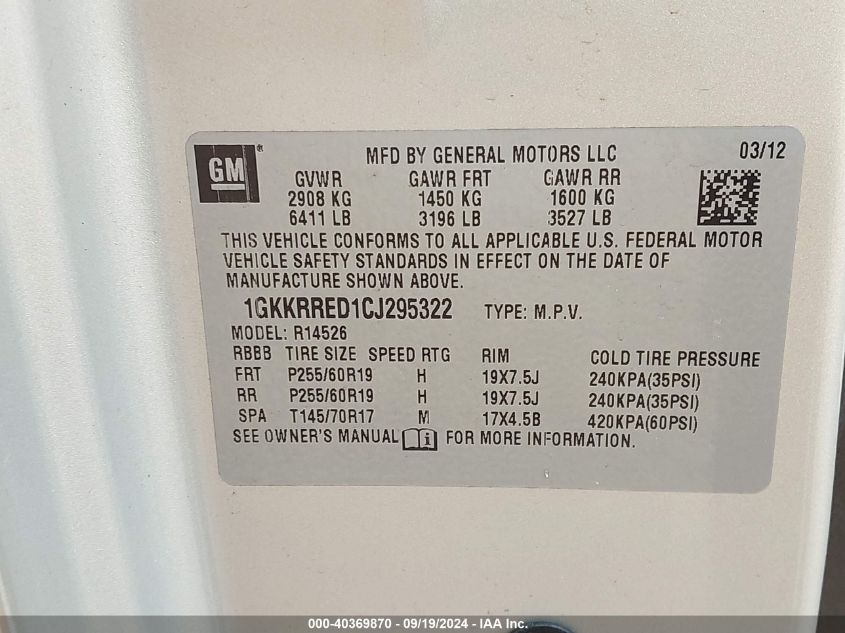 GM ®
MFD BY GENERAL MOTORS LLC 03/12
GVWR GAWR FRT GAWR RR
2908 KG 1450 KG 1600 KG
6411 LB 3196 LB 3527 LB
THIS VEHICLE CONFORMS TO ALL APPLICABLE U.S. FEDERAL MOTOR
VEHICLE SAFETY STANDARDS IN EFFECT ON THE DATE OF
MANUFACTURE SHOWN ABOVE.
1GKKRRED1CJ295322 TYPE: M.P.V.
MODEL: R14526
RBBB TIRE SIZE SPEED RTG RIM COLD TIRE PRESSURE
FRT P255/60R19 H 19X7.5J 240KPA(35PSI)
RR P255/60R19 H 19X7.5J 240KPA(35PSI)
SPA T145/70R17 M 17X4.5B 420KPA(60PSI)
SEE OWNER'S MANUAL i FOR MORE INFORMATION.
000-40369870 - 09/19/2024 - IAA Inc.